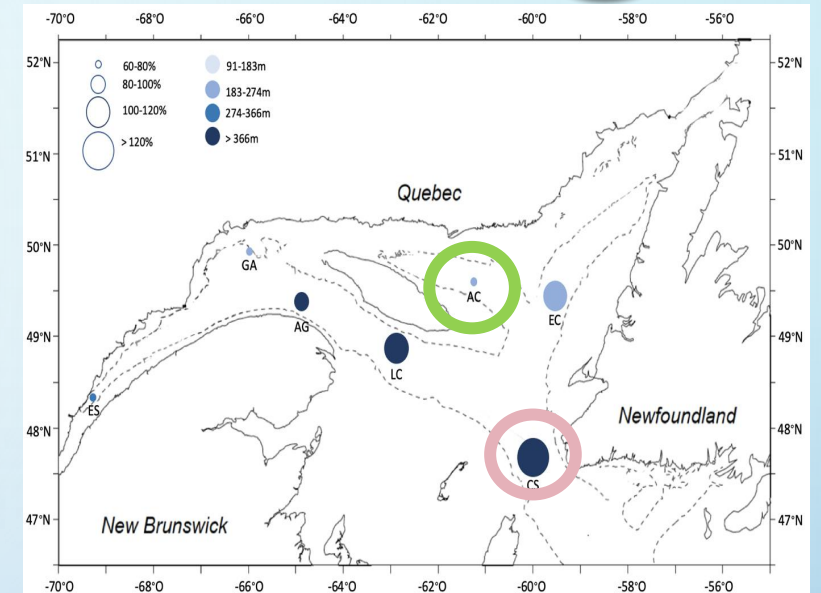 -70°O -68°O -66°O -64°O -62°O -60°O -58°O -56°O
52°N 52°N
60-80% 91-183m
80-100% 183-274m
100-120% 274-366m
> 120% > 366m
51°N 51°N
Quebec
50°N 50°N
GA
AC
EC
AG
49°N 49°N
LC
ES
Newfoundland
48°N 48°N
CS
47°N 47°N
New Brunswick
-70°O -68°O -66°O -64°O -62°O -60°O -58°O -56°O